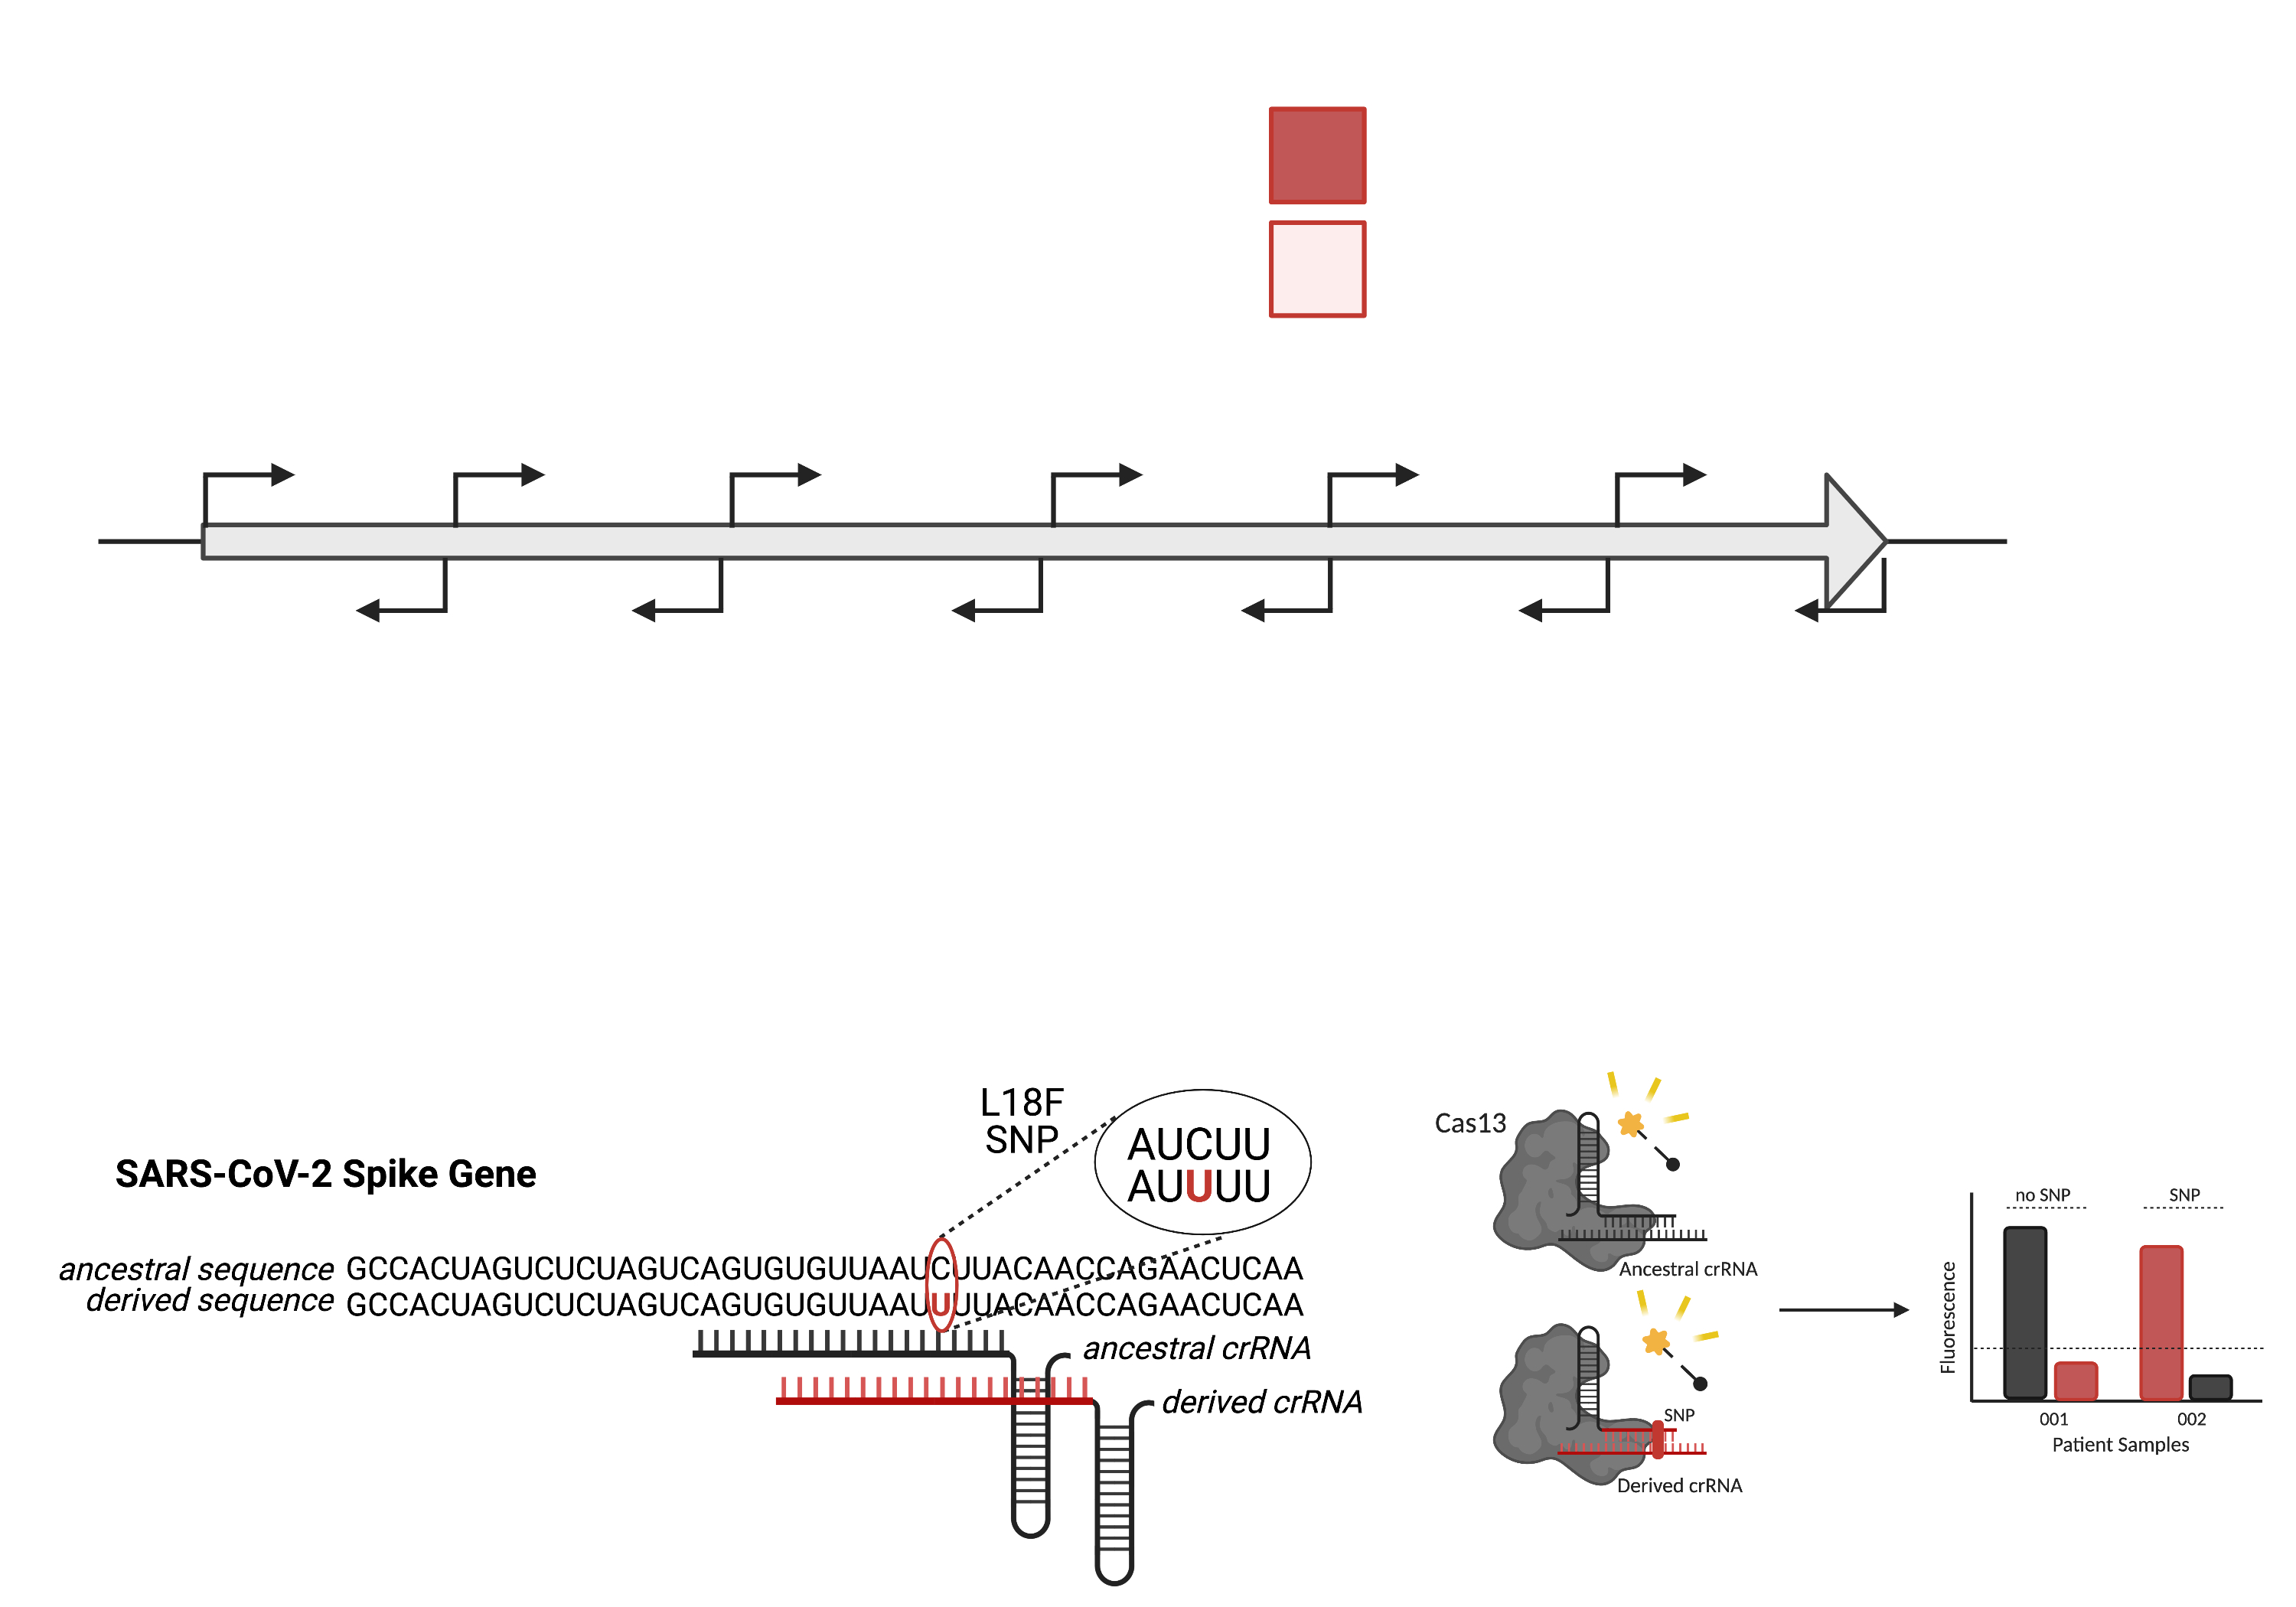 L18F
SNP
AUCUU
AUUUU
SARS-CoV-2 Spike Gene
ancestral sequence GCCACUAGUCUCUAGUCAGUGUGUUAAUCUUACAACCAGAACUCAA
derived sequence GCCACUAGUCUCUAGUCAGUGUGUUAAUUUUACAACCAGAACUCAA
ancestral crRNA
derived crRNA
Cas13
Ancestral crRNA
SNP
Derived crRNA
no SNP
SNP
Fluorescence
001
002
Patient Samples